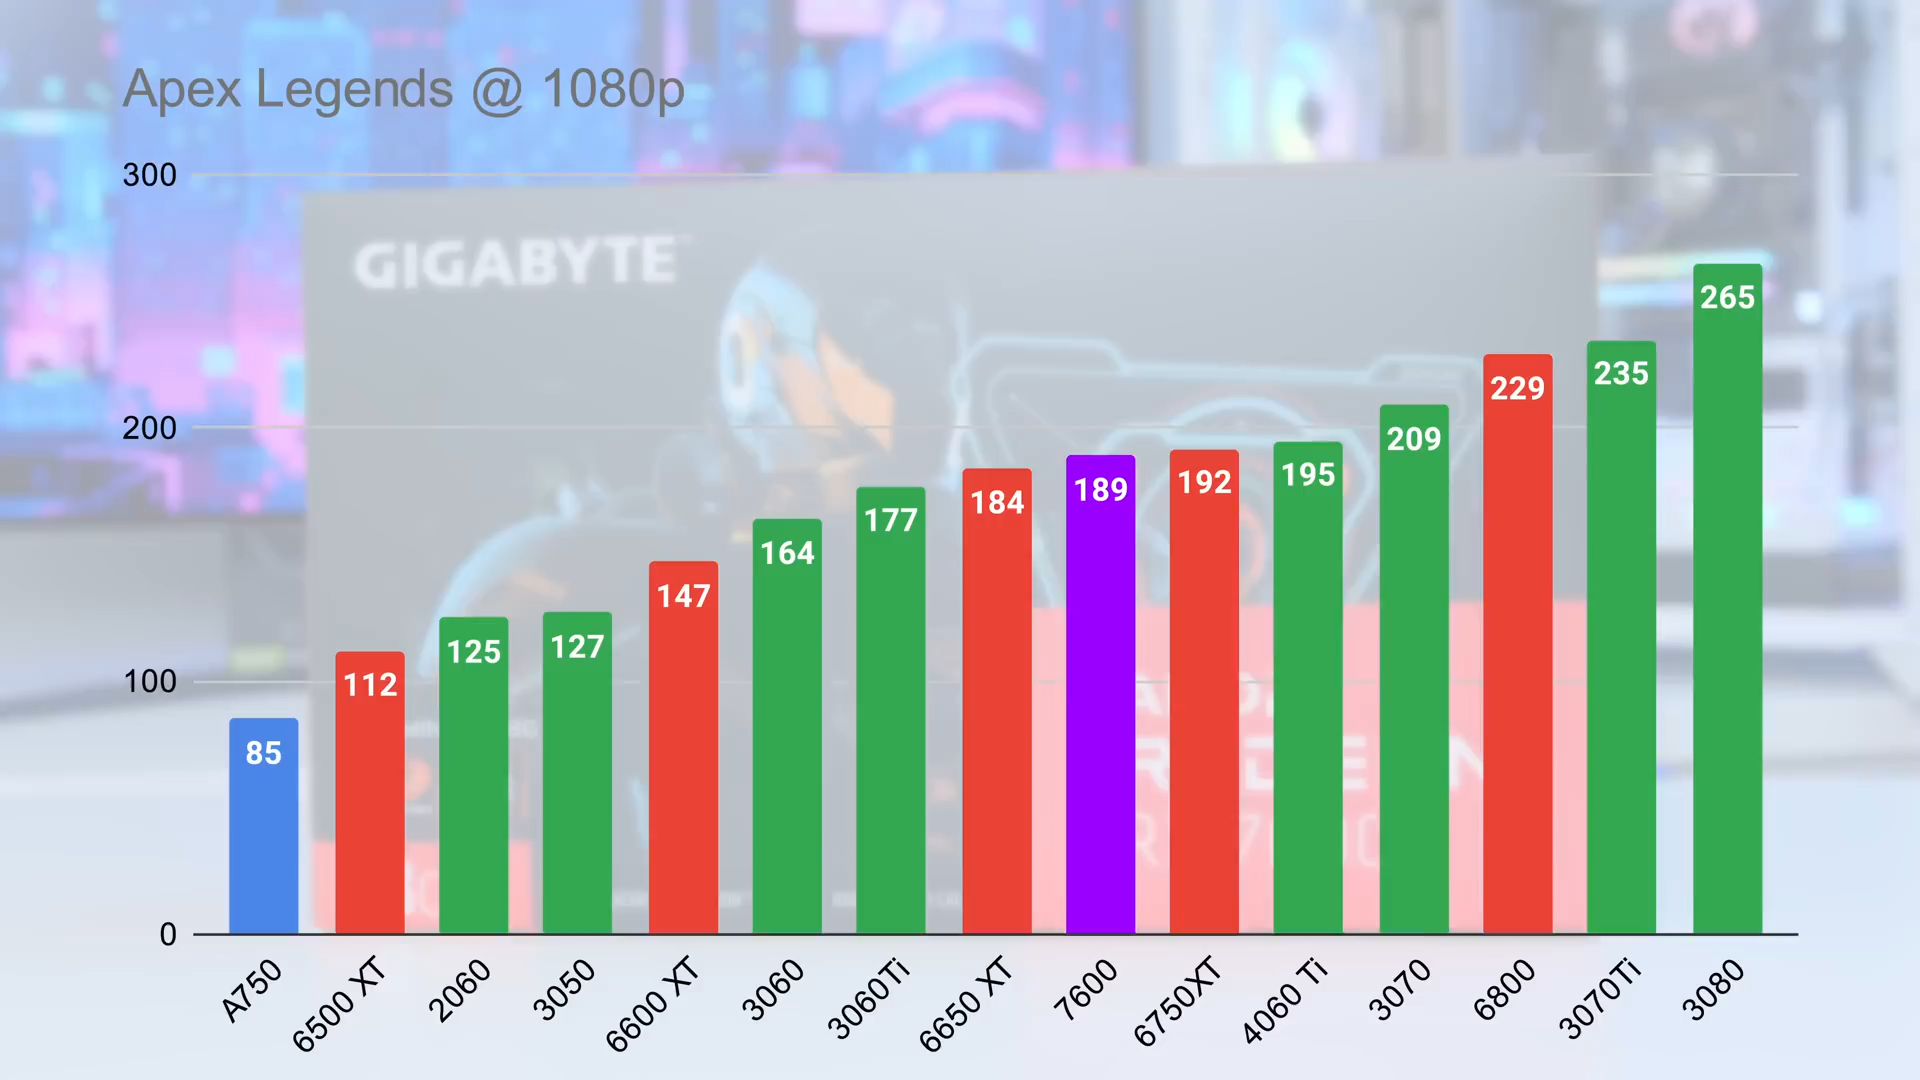 Apex Legends @ 1080p
300
200
100
0
GIGABYTE
85
112
125
127
147
164
177
184
189
192
195
209
229
235
265
A750
6500 XT
2060
3050
6600 XT
3060
3060Ti
6650 XT
7600
6750XT
4060 Ti
3070
6800
3070Ti
3080